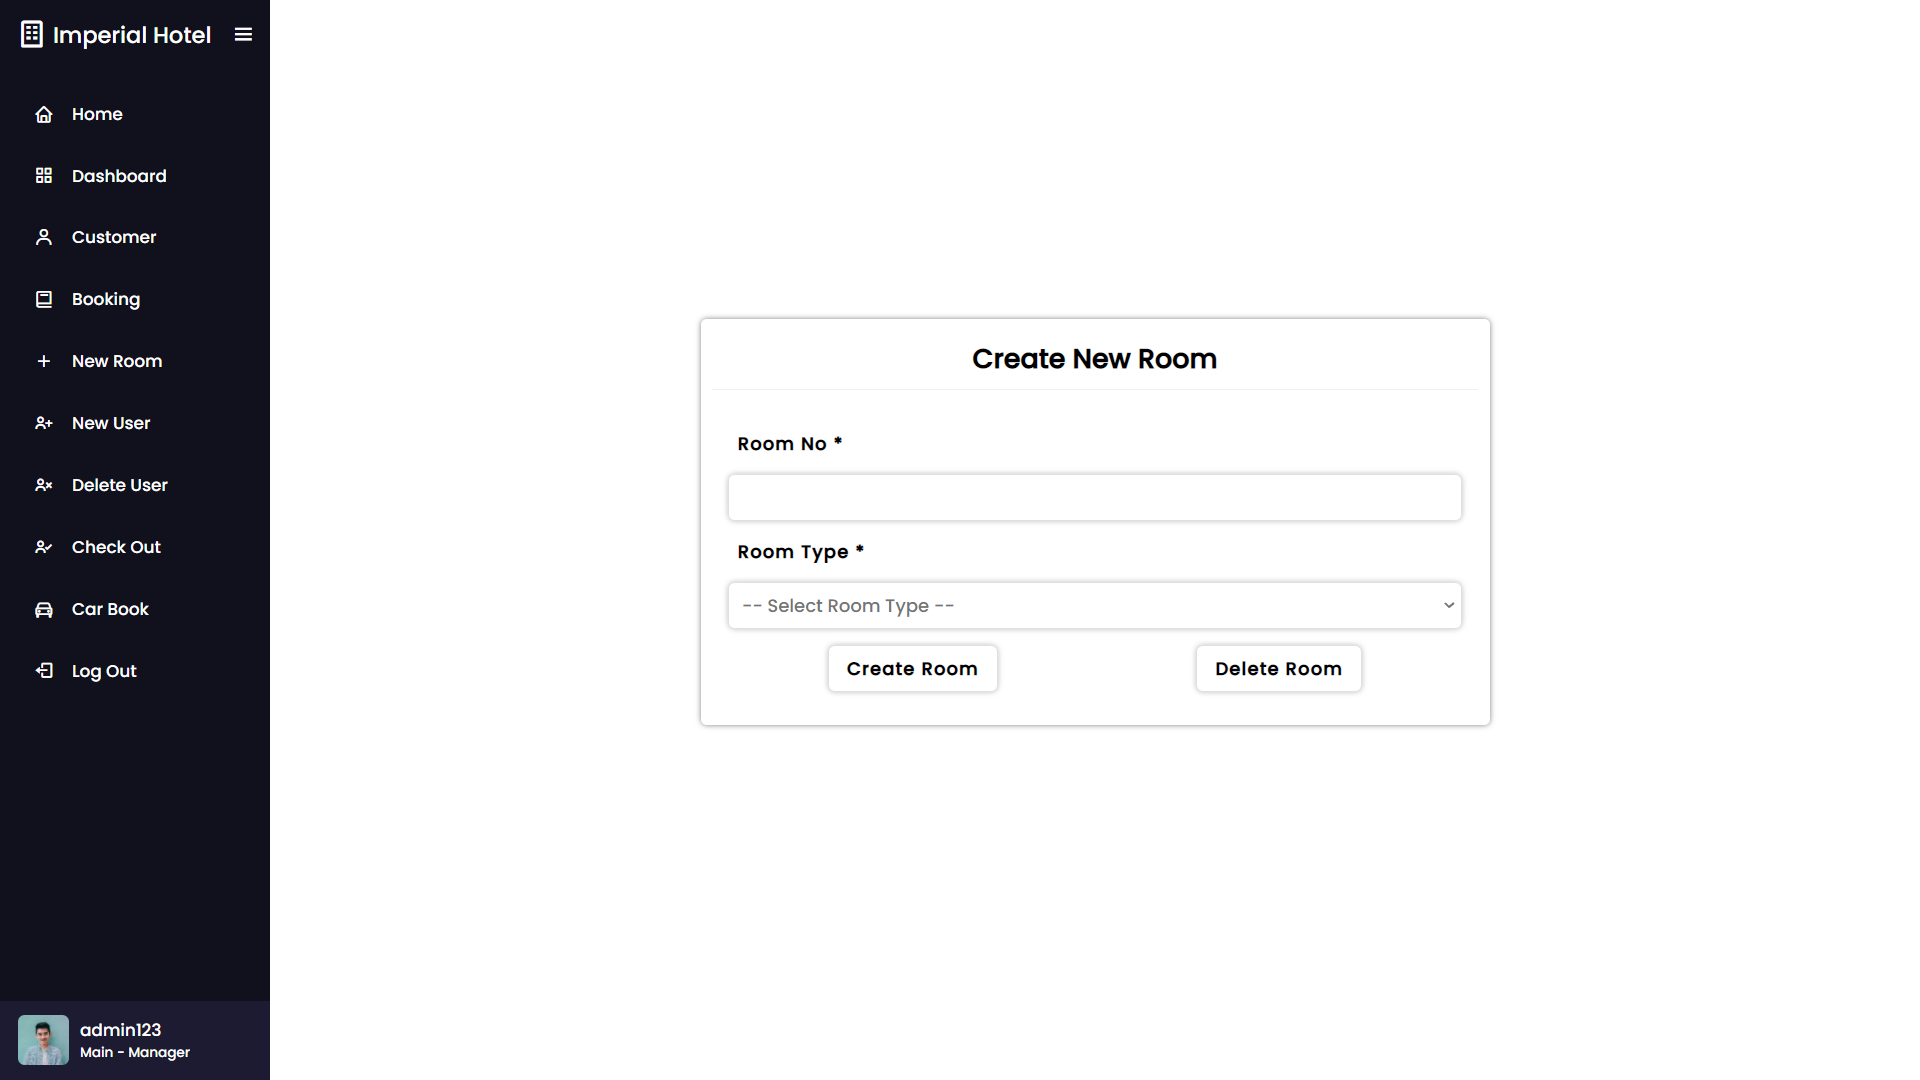 Imperial Hotel
Home
Dashboard
Customer
Booking
New Room
New User
Delete User
Check Out
Car Book
Log Out
admin123
Main - Manager
Create New Room
Room No *
Room Type *
-- Select Room Type --
Create Room
Delete Room